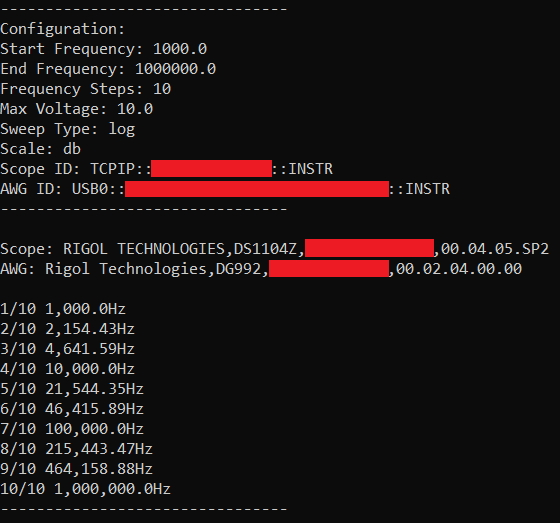 --------------------------------
Configuration:
Start Frequency: 1000.0
End Frequency: 1000000.0
Frequency Steps: 10
Max Voltage: 10.0
Sweep Type: log
Scale: db
Scope ID: TCPIP::::INSTR
AWG ID: USB0::::INSTR
--------------------------------
Scope: RIGOL TECHNOLOGIES,DS1104Z,,00.04.05.SP2
AWG: Rigol Technologies,DG992,,00.02.04.00.00
1/10 1,000.0Hz
2/10 2,154.43Hz
3/10 4,641.59Hz
4/10 10,000.0Hz
5/10 21,544.35Hz
6/10 46,415.89Hz
7/10 100,000.0Hz
8/10 215,443.47Hz
9/10 464,158.88Hz
10/10 1,000,000.0Hz
--------------------------------